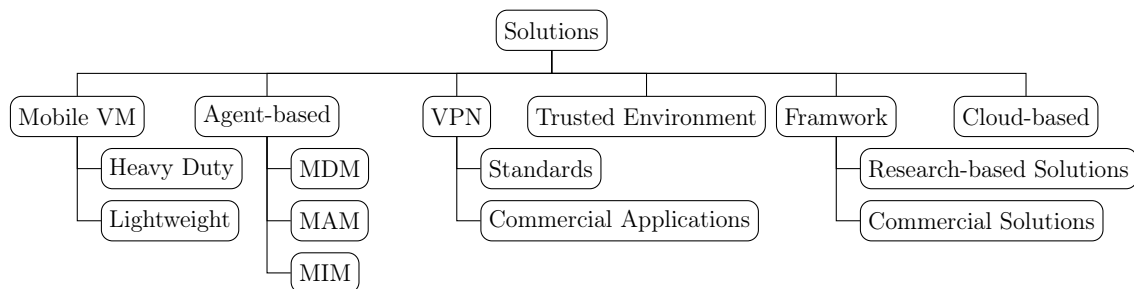 Solutions
Mobile VM
Agent-based
VPN
Trusted Environment
Framwork
Cloud-based
Heavy Duty
MDM
Standards
Research-based Solutions
Lightweight
MAM
Commercial Applications
Commercial Solutions
MIM